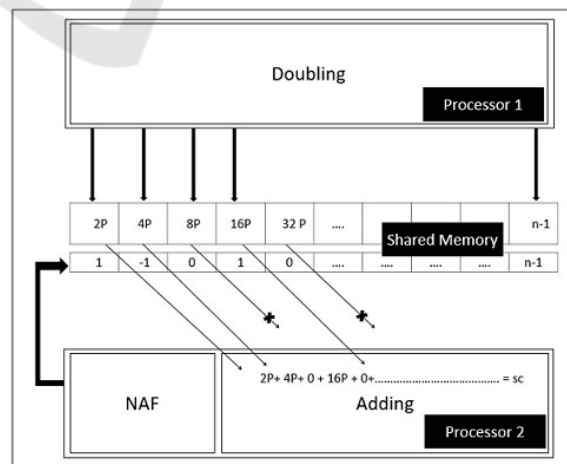 Doubling
Processor 1
2P 4P 8P 16P 32 P .... n-1
Shared Memory
1 -1 0 1 0 .... .... .... .... n-1
2P+ 4P+ 0 + 16P + 0+........................................ = sc
NAF Adding
Processor 2